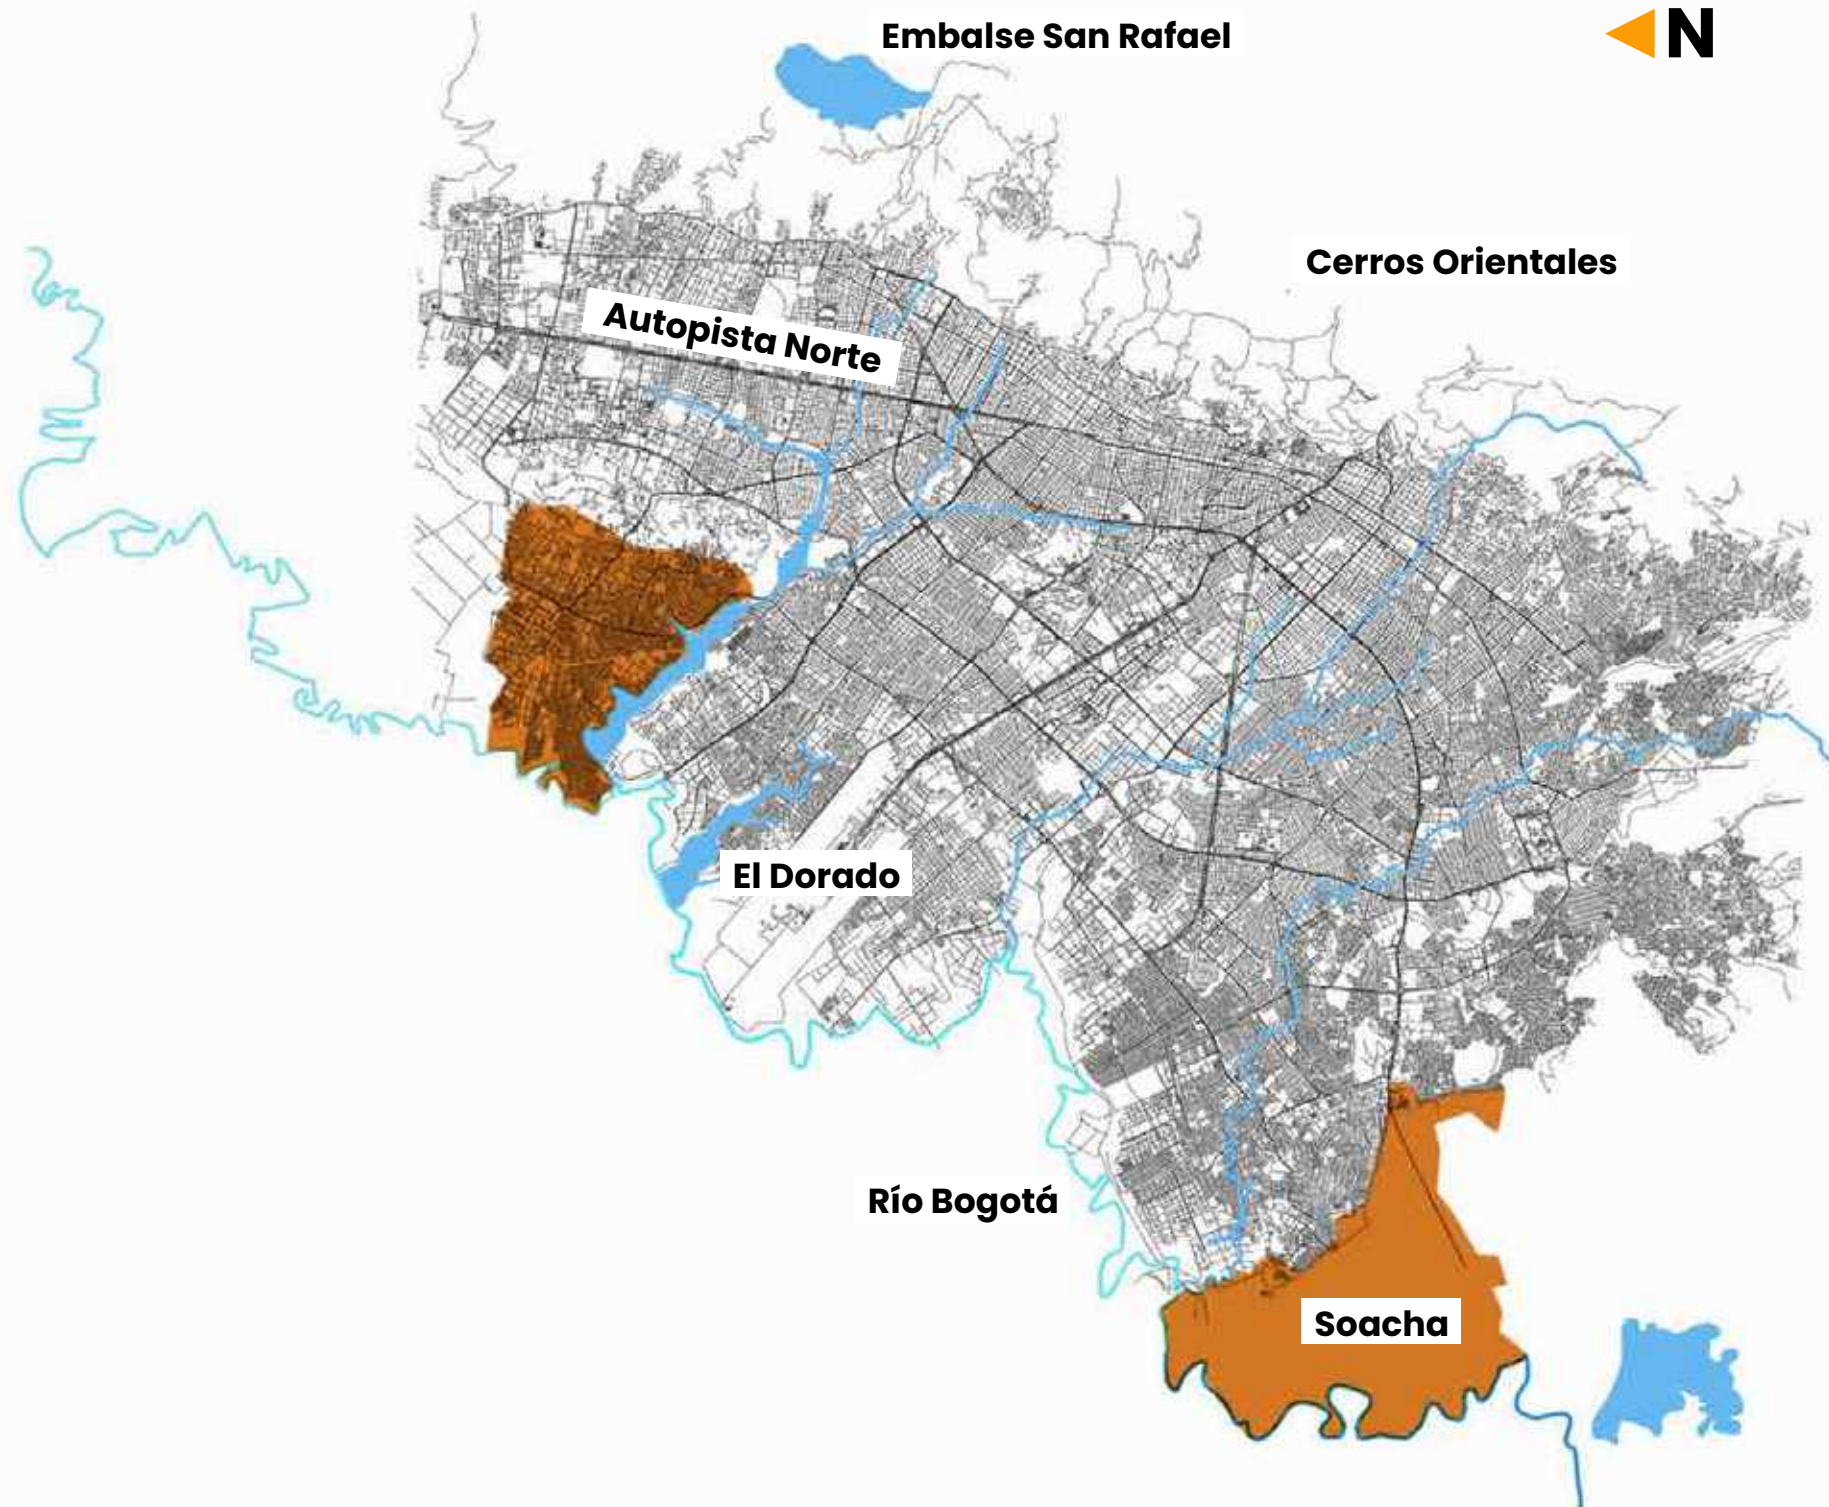 Embalse San Rafael
N
Cerros Orientales
Autopista Norte
El Dorado
Río Bogotá
Soacha